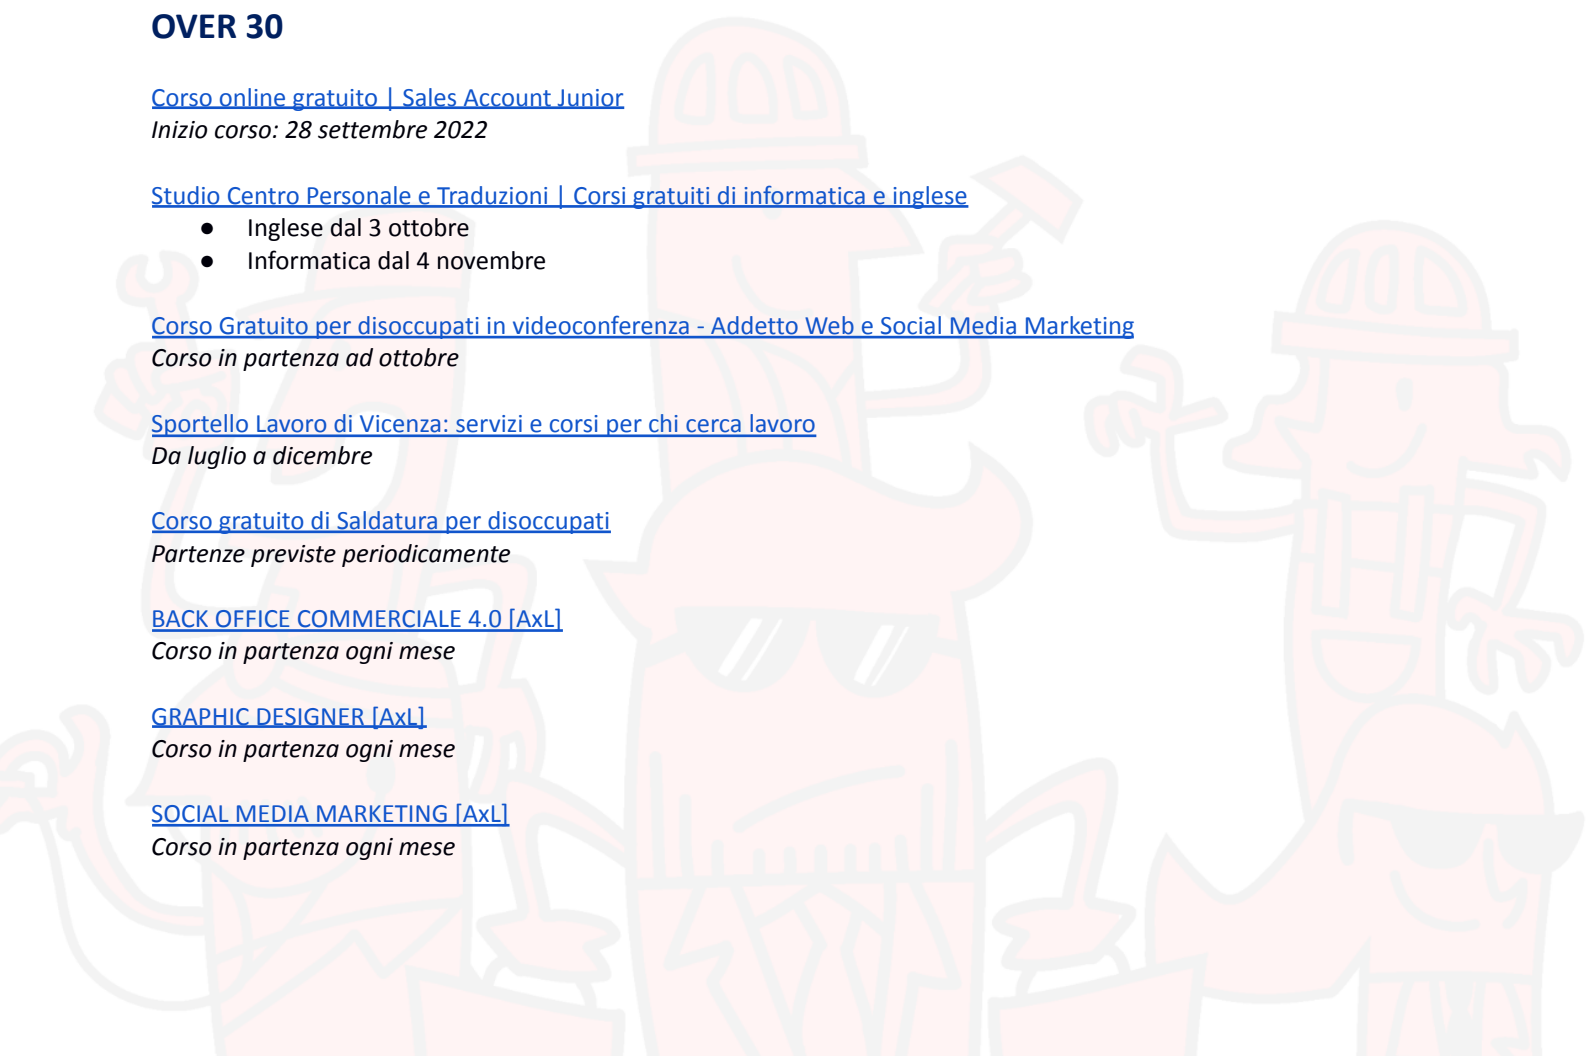 OVER 30
Corso online gratuito | Sales Account Junior
Inizio corso: 28 settembre 2022
Studio Centro Personale e Traduzioni | Corsi gratuiti di informatica e inglese
● Inglese dal 3 ottobre
● Informatica dal 4 novembre
Corso Gratuito per disoccupati in videoconferenza - Addetto Web e Social Media Marketing
Corso in partenza ad ottobre
Sportello Lavoro di Vicenza: servizi e corsi per chi cerca lavoro
Da luglio a dicembre
Corso gratuito di Saldatura per disoccupati
Partenze previste periodicamente
BACK OFFICE COMMERCIALE 4.0 [AxL]
Corso in partenza ogni mese
GRAPHIC DESIGNER [AxL]
Corso in partenza ogni mese
SOCIAL MEDIA MARKETING [AxL]
Corso in partenza ogni mese